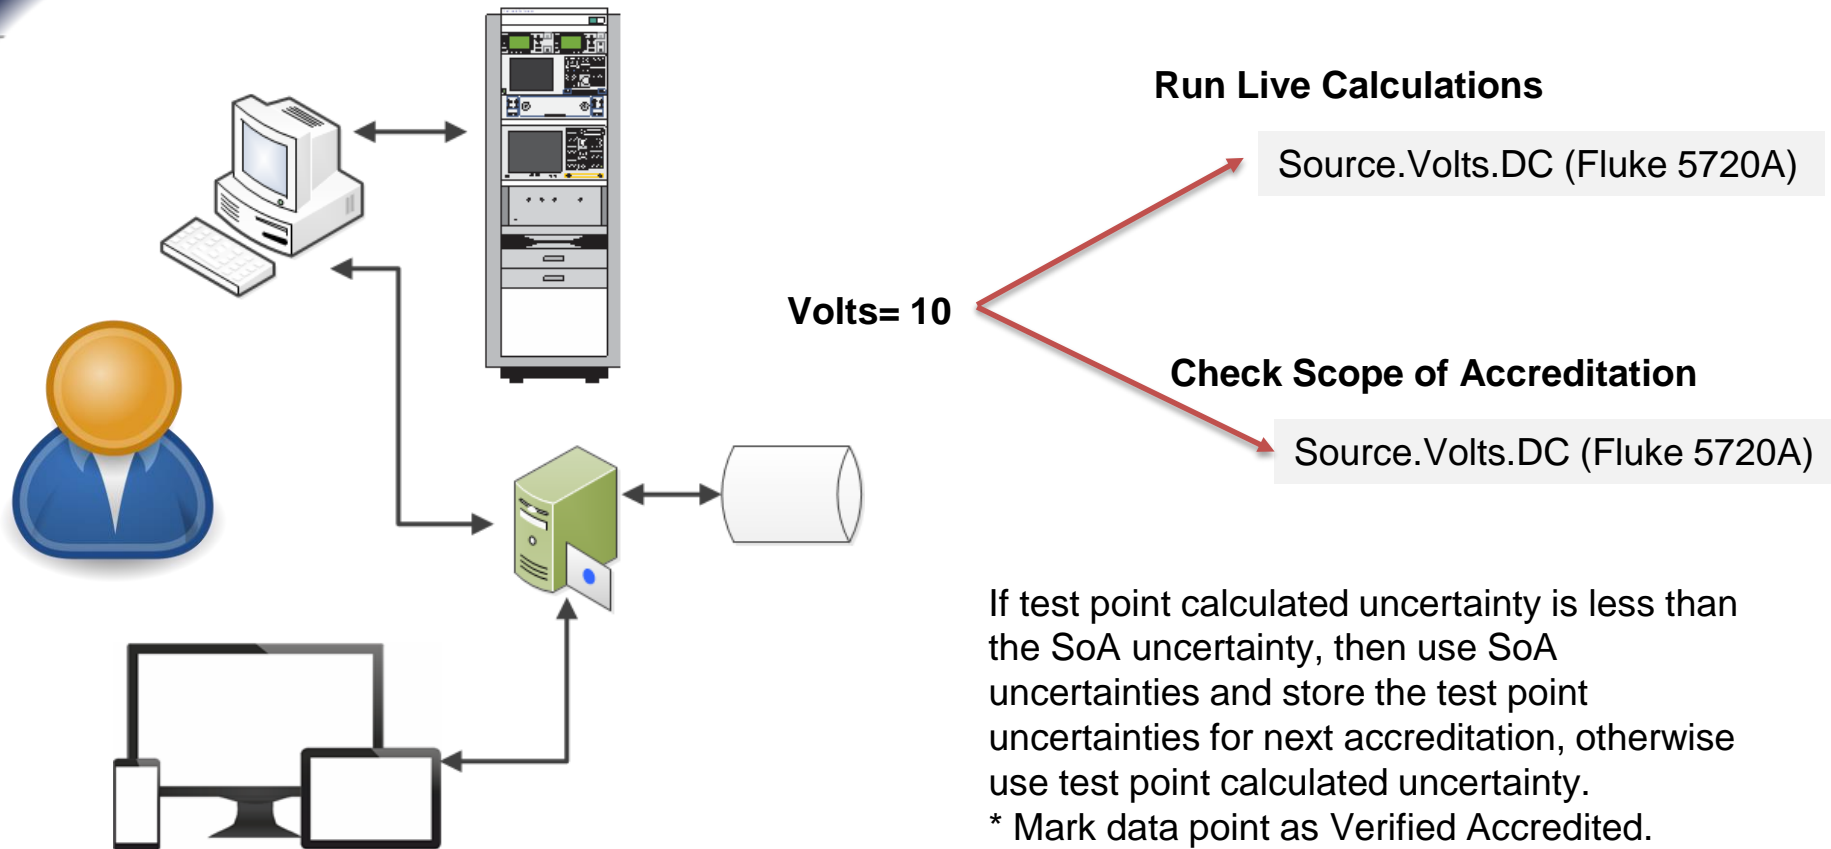 Run Live Calculations
Source.Volts.DC (Fluke 5720A)
Volts= 10
Check Scope of Accreditation
Source.Volts.DC (Fluke 5720A)
If test point calculated uncertainty is less than
the SoA uncertainty, then use SoA
uncertainties and store the test point
uncertainties for next accreditation, otherwise
use test point calculated uncertainty.
* Mark data point as Verified Accredited.